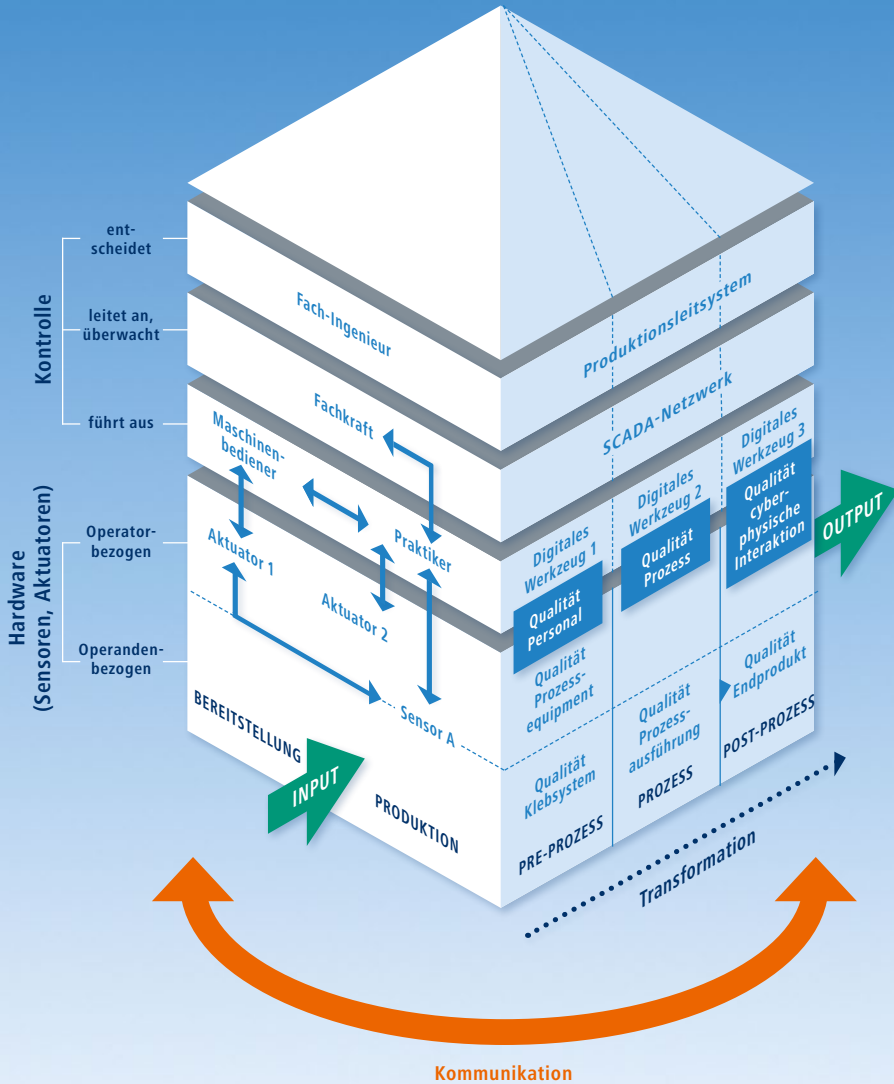 ent-
scheidet
leitet an,
überwacht
führt aus
Kontrolle
Operator-
bezogen
Operanden-
bezogen
Hardware
(Sensoren, Aktuatoren)
Fach-Ingenieur
Fachkraft
Maschinen-
bediener
Praktiker
Aktuator 1
Aktuator 2
Sensor A
BEREITSTELLUNG
INPUT
PRODUKTION
Produktionsleitsystem
SCADA-Netzwerk
Digitales
Werkzeug 1
Digitales
Werkzeug 2
Digitales
Werkzeug 3
Qualität
Personal
Qualität
Prozess
Qualität
cyber-
physische
Interaktion
OUTPUT
Qualität
Prozess-
equipment
Qualität
Prozess-
ausführung
Qualität
Endprodukt
Qualität
Klebsystem
PRE-PROZESS
PROZESS
POST-PROZESS
Transformation
Kommunikation